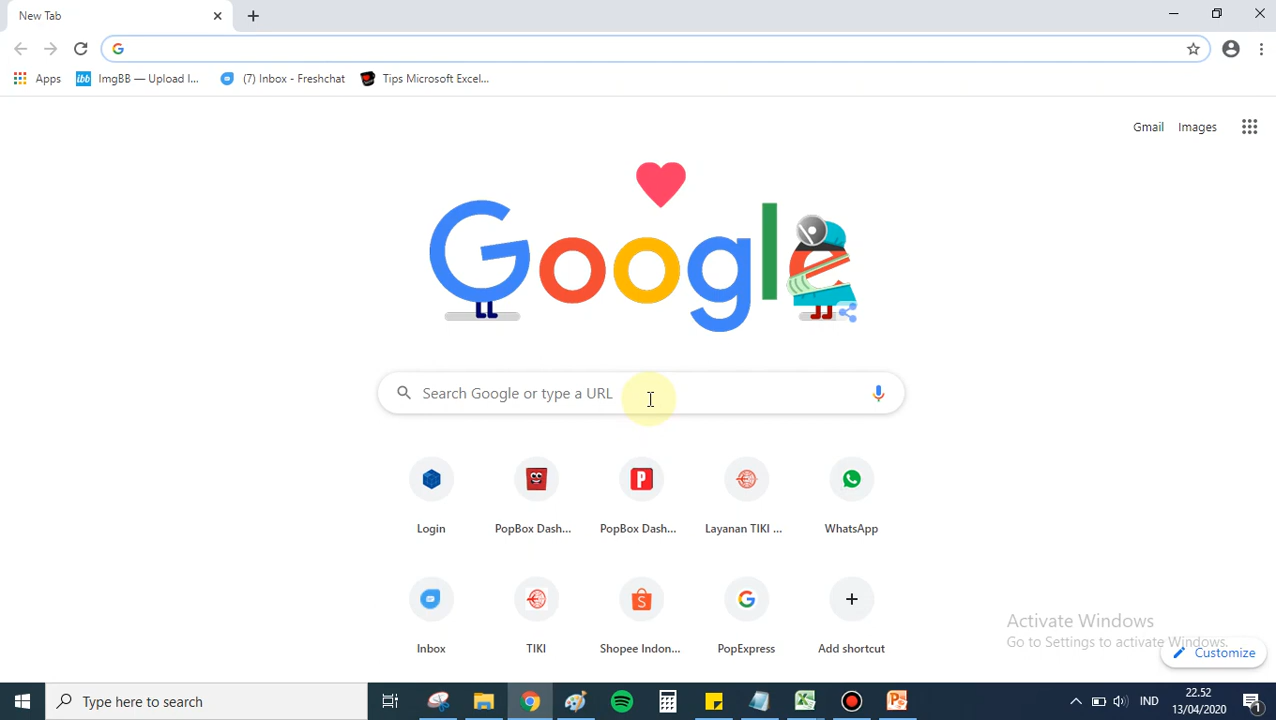 New Tab
Apps
ibb ImgBB — Upload I...
(7) Inbox - Freshchat
Tips Microsoft Excel...
Gmail Images
Google
Search Google or type a URL
Login PopBox Dash... PopBox Dash... Layanan TIKI ... WhatsApp
Inbox TIKI Shopee Indon... PopExpress Add shortcut
Activate Windows
Go to Settings to activate Windows.
Customize
Type here to search
IND
22.52
13/04/2020
1